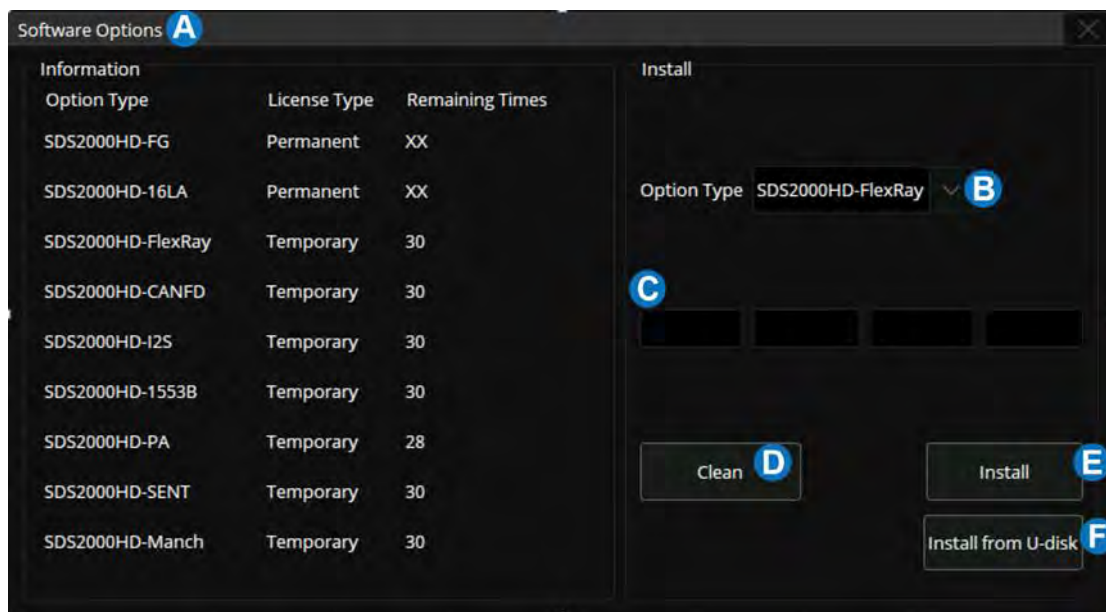 Software Options A
Information
Option Type License Type Remaining Times
SDS2000HD-FG Permanent XX
SDS2000HD-16LA Permanent XX
SDS2000HD-FlexRay Temporary 30
SDS2000HD-CANFD Temporary 30
SDS2000HD-I2S Temporary 30
SDS2000HD-1553B Temporary 30
SDS2000HD-PA Temporary 28
SDS2000HD-SENT Temporary 30
SDS2000HD-Manch Temporary 30
Install
Option Type SDS2000HD-FlexRay B
C
Clean D
Install E
Install from U-disk F